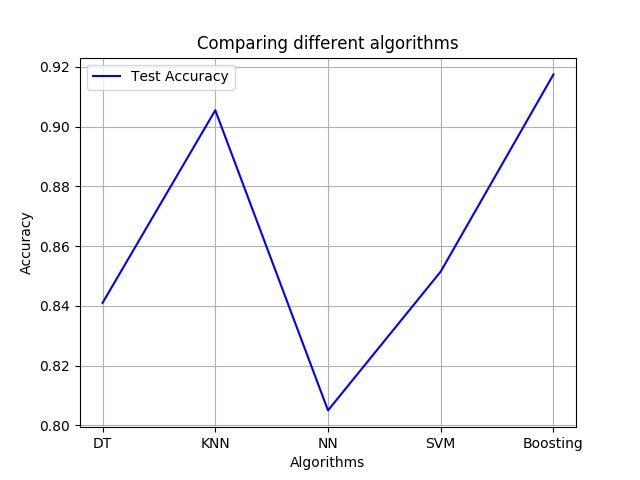 Comparing different algorithms
Test Accuracy
Accuracy
0.92
0.90
0.88
0.86
0.84
0.82
0.80
DT KNN NN SVM Boosting
Algorithms